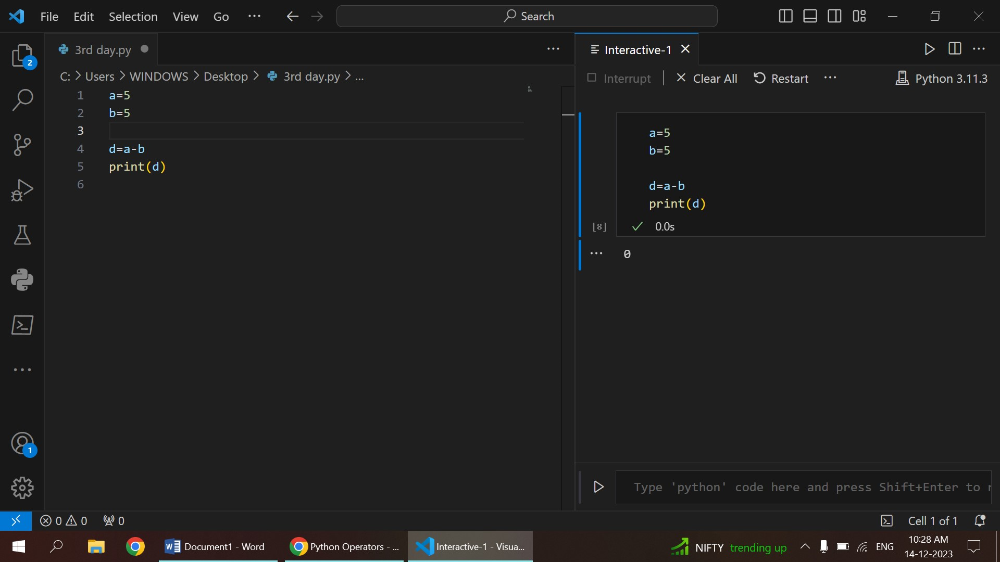 File Edit Selection View Go ... Search
3rd day.py
Interactive-1
2
C: > Users > WINDOWS > Desktop > 3rd day.py > ...
Interrupt | Clear All Restart ... Python 3.11.3
1 a=5
2 b=5
3
4 d=a-b
5 print(d)
6
a=5
b=5
d=a-b
print(d)
[8] 0.0s
... 0
1
Type 'python' code here and press Shift+Enter to r
0 0 0
Cell 1 of 1
Document1 - Word
Python Operators - ...
Interactive-1 - Visua...
NIFTY trending up
ENG
10:28 AM
14-12-2023